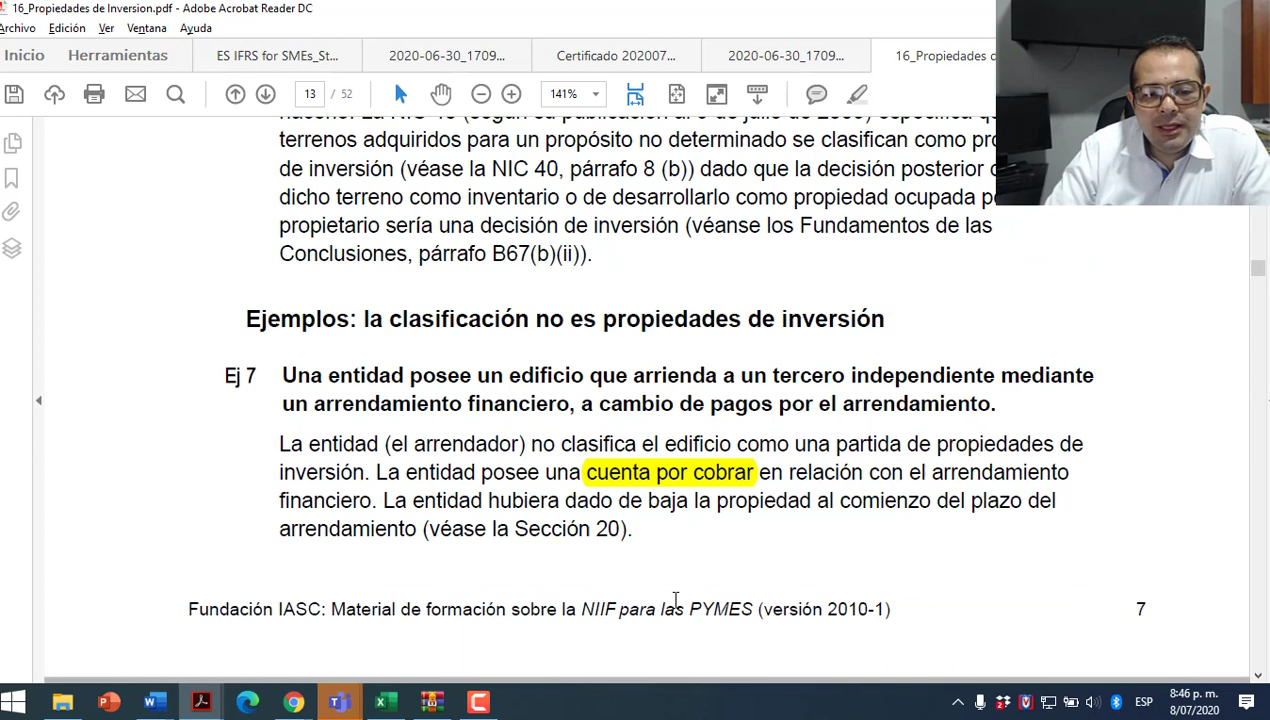 16_Propiedades de Inversion.pdf - Adobe Acrobat Reader DC
Archivo Edición Ver Ventana Ayuda
Inicio Herramientas ES IFRS for SMEs_St... 2020-06-30_1709... Certificado 202007... 2020-06-30_1709... 16_Propiedades d
13 / 52 141%
terrenos adquiridos para un propósito no determinado se clasifican como pro
de inversión (véase la NIC 40, párrafo 8 (b)) dado que la decisión posterior
dicho terreno como inventario o de desarrollarlo como propiedad ocupada p
propietario sería una decisión de inversión (véanse los Fundamentos de las
Conclusiones, párrafo B67(b)(ii)).
Ejemplos: la clasificación no es propiedades de inversión
Ej 7 Una entidad posee un edificio que arrienda a un tercero independiente mediante
un arrendamiento financiero, a cambio de pagos por el arrendamiento.
La entidad (el arrendador) no clasifica el edificio como una partida de propiedades de
inversión. La entidad posee una cuenta por cobrar en relación con el arrendamiento
financiero. La entidad hubiera dado de baja la propiedad al comienzo del plazo del
arrendamiento (véase la Sección 20).
Fundación IASC: Material de formación sobre la NIIF para las PYMES (versión 2010-1) 7
ESP 8:46 p. m.
8/07/2020